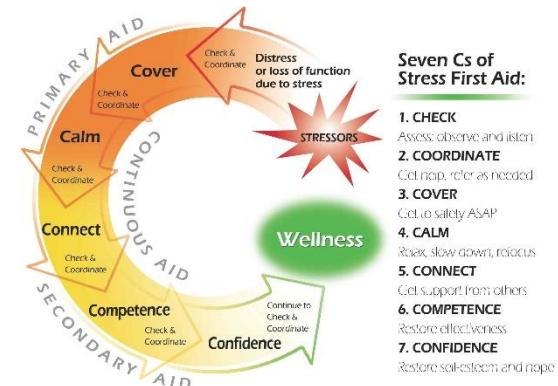 PRIMARY AID
CONTINUOUS AID
SECONDARY AID
Check &
Coordinate
Distress
or loss of function
due to stress
STRESSORS
Cover
Check &
Coordinate
Calm
Check &
Coordinate
Connect
Check &
Coordinate
Competence
Check &
Coordinate
Confidence
Continue to
Check &
Coordinate
Wellness
Seven Cs of
Stress First Aid:
1. CHECK
Assess: observe and listen
2. COORDINATE
Get help, refer as needed
3. COVER
Get to safety ASAP
4. CALM
Relax, slow down, refocus
5. CONNECT
Get support from others
6. COMPETENCE
Restore effectiveness
7. CONFIDENCE
Restore self-esteem and hope